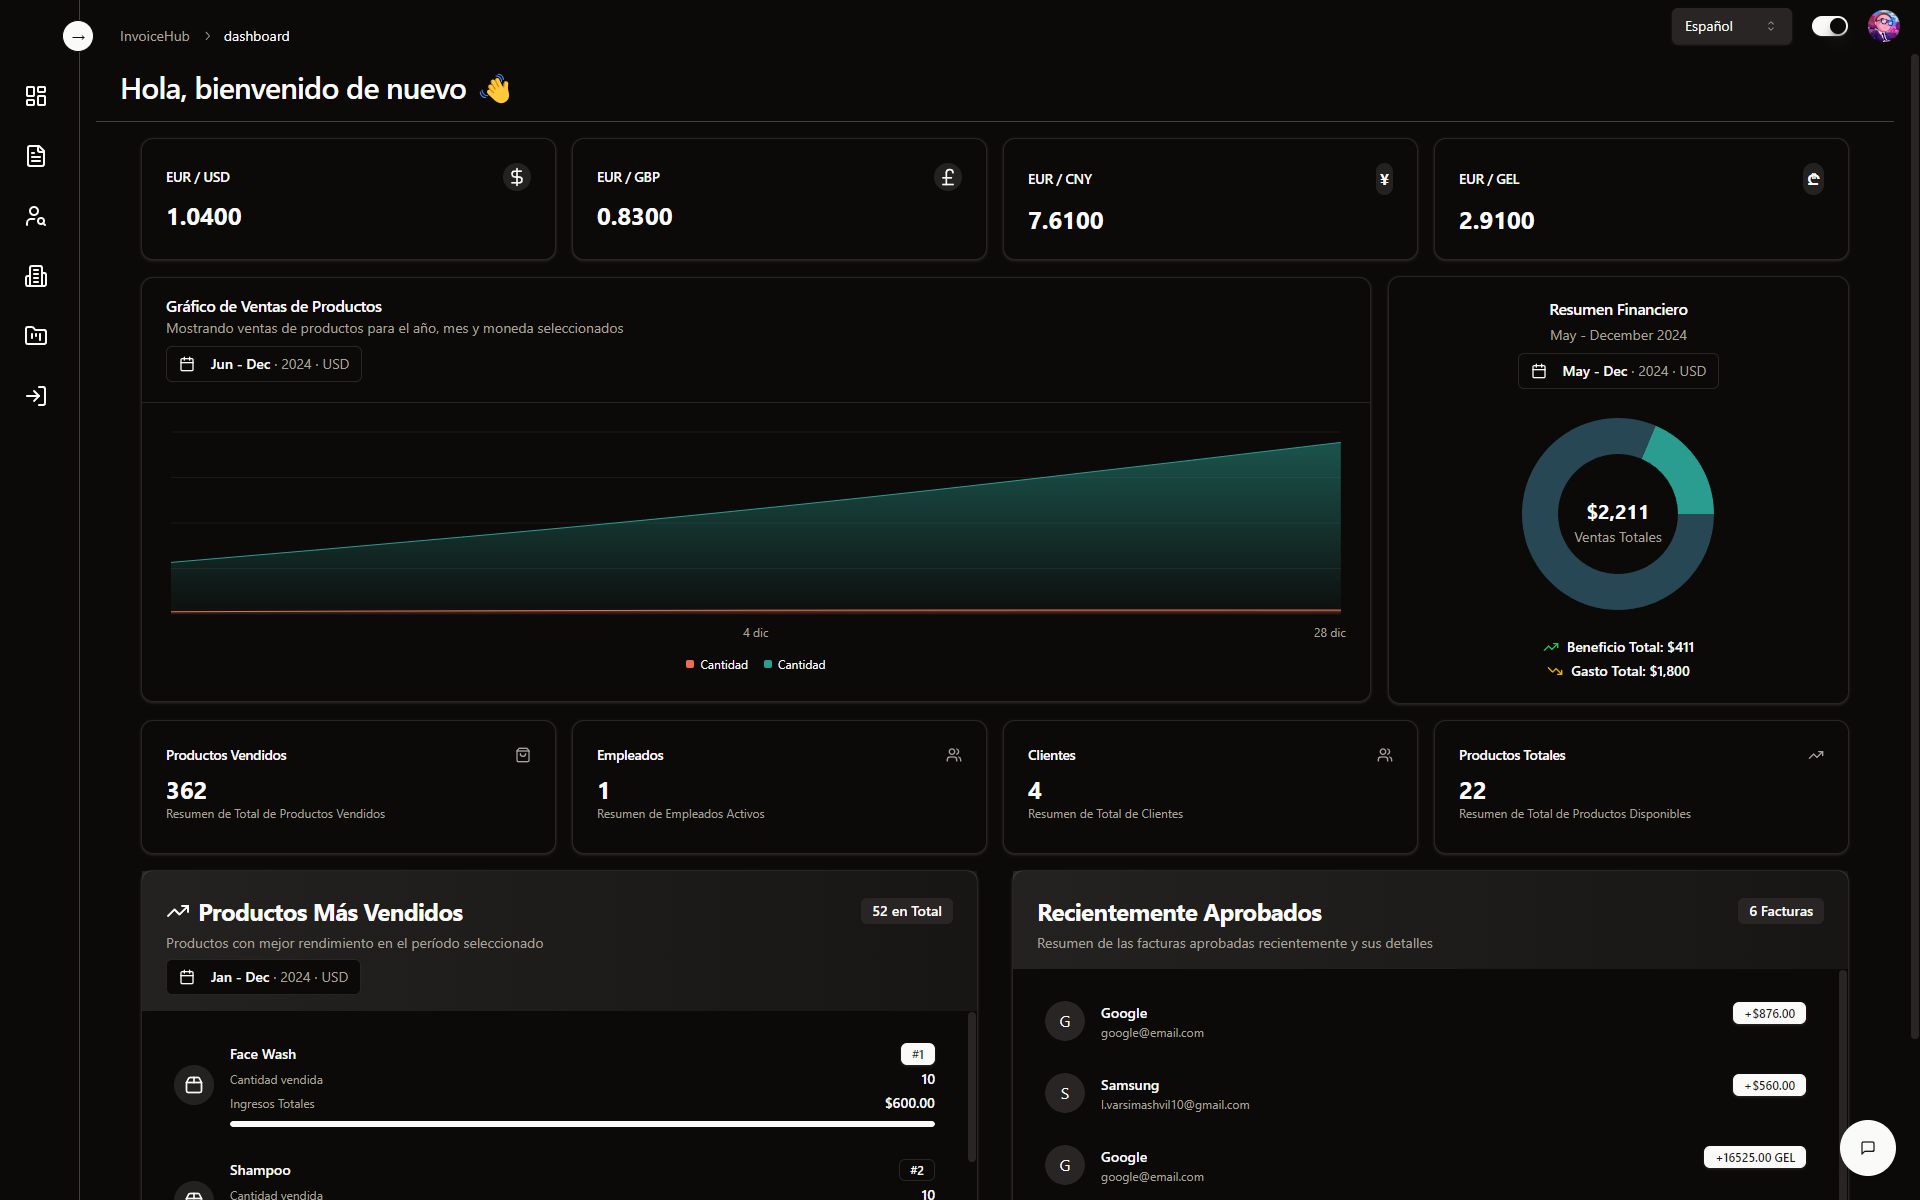 InvoiceHub > dashboard
Español
Hola, bienvenido de nuevo 👋
EUR / USD
$
1.0400
EUR / GBP
£
0.8300
EUR / CNY
¥
7.6100
EUR / GEL
₾
2.9100
Gráfico de Ventas de Productos
Mostrando ventas de productos para el año, mes y moneda seleccionados
Jun - Dec · 2024 · USD
4 dic
28 dic
Cantidad
Cantidad
Resumen Financiero
May - December 2024
May - Dec · 2024 · USD
$2,211
Ventas Totales
Beneficio Total: $411
Gasto Total: $1,800
Productos Vendidos
362
Resumen de Total de Productos Vendidos
Empleados
1
Resumen de Empleados Activos
Clientes
4
Resumen de Total de Clientes
Productos Totales
22
Resumen de Total de Productos Disponibles
Productos Más Vendidos
52 en Total
Productos con mejor rendimiento en el período seleccionado
Jan - Dec · 2024 · USD
Face Wash
#1
Cantidad vendida
10
Ingresos Totales
$600.00
Shampoo
#2
Cantidad vendida
10
Recientemente Aprobados
6 Facturas
Resumen de las facturas aprobadas recientemente y sus detalles
G
Google
google@email.com
+$876.00
S
Samsung
l.varsimashvil10@gmail.com
+$560.00
G
Google
google@email.com
+16525.00 GEL